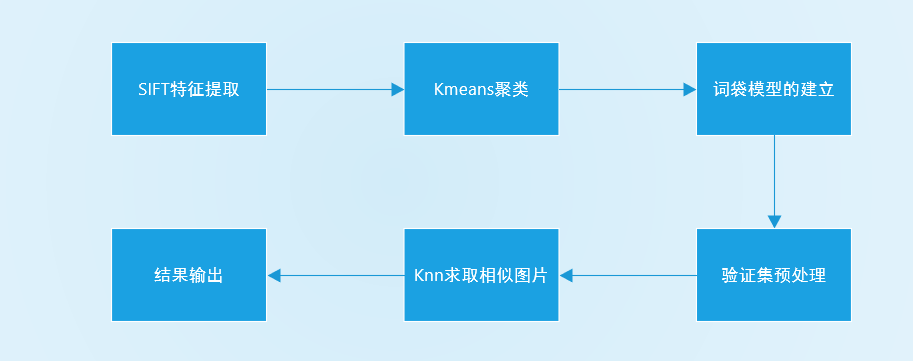 SIFT特征提取
Kmeans聚类
词袋模型的建立
验证集预处理
Knn求取相似图片
结果输出